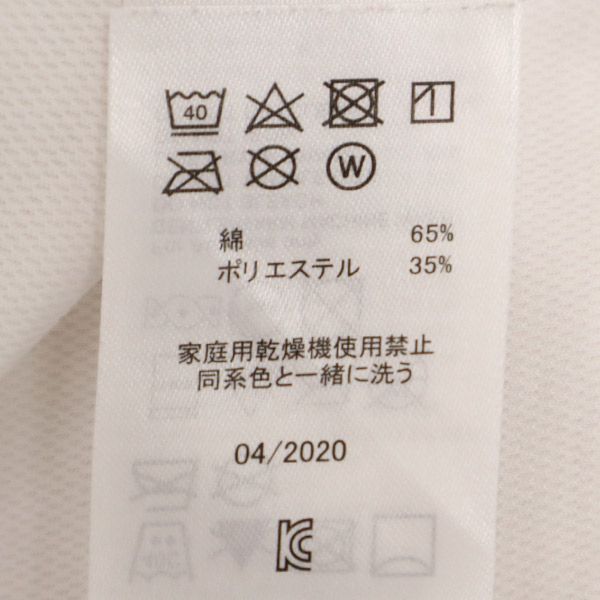 40
W
綿 65%
ポリエステル 35%
家庭用乾燥機使用禁止
同系色と一緒に洗う
04/2020